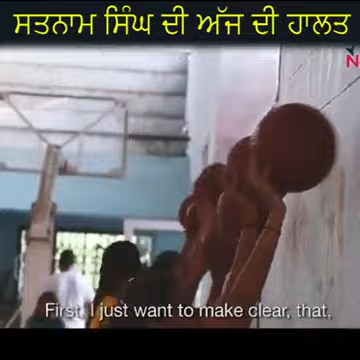 ਸਤਨਾਮ ਸਿੰਘ ਦੀ ਅੱਜ ਦੀ ਹਾਲਤ
N
First, I just want to make clear, that,